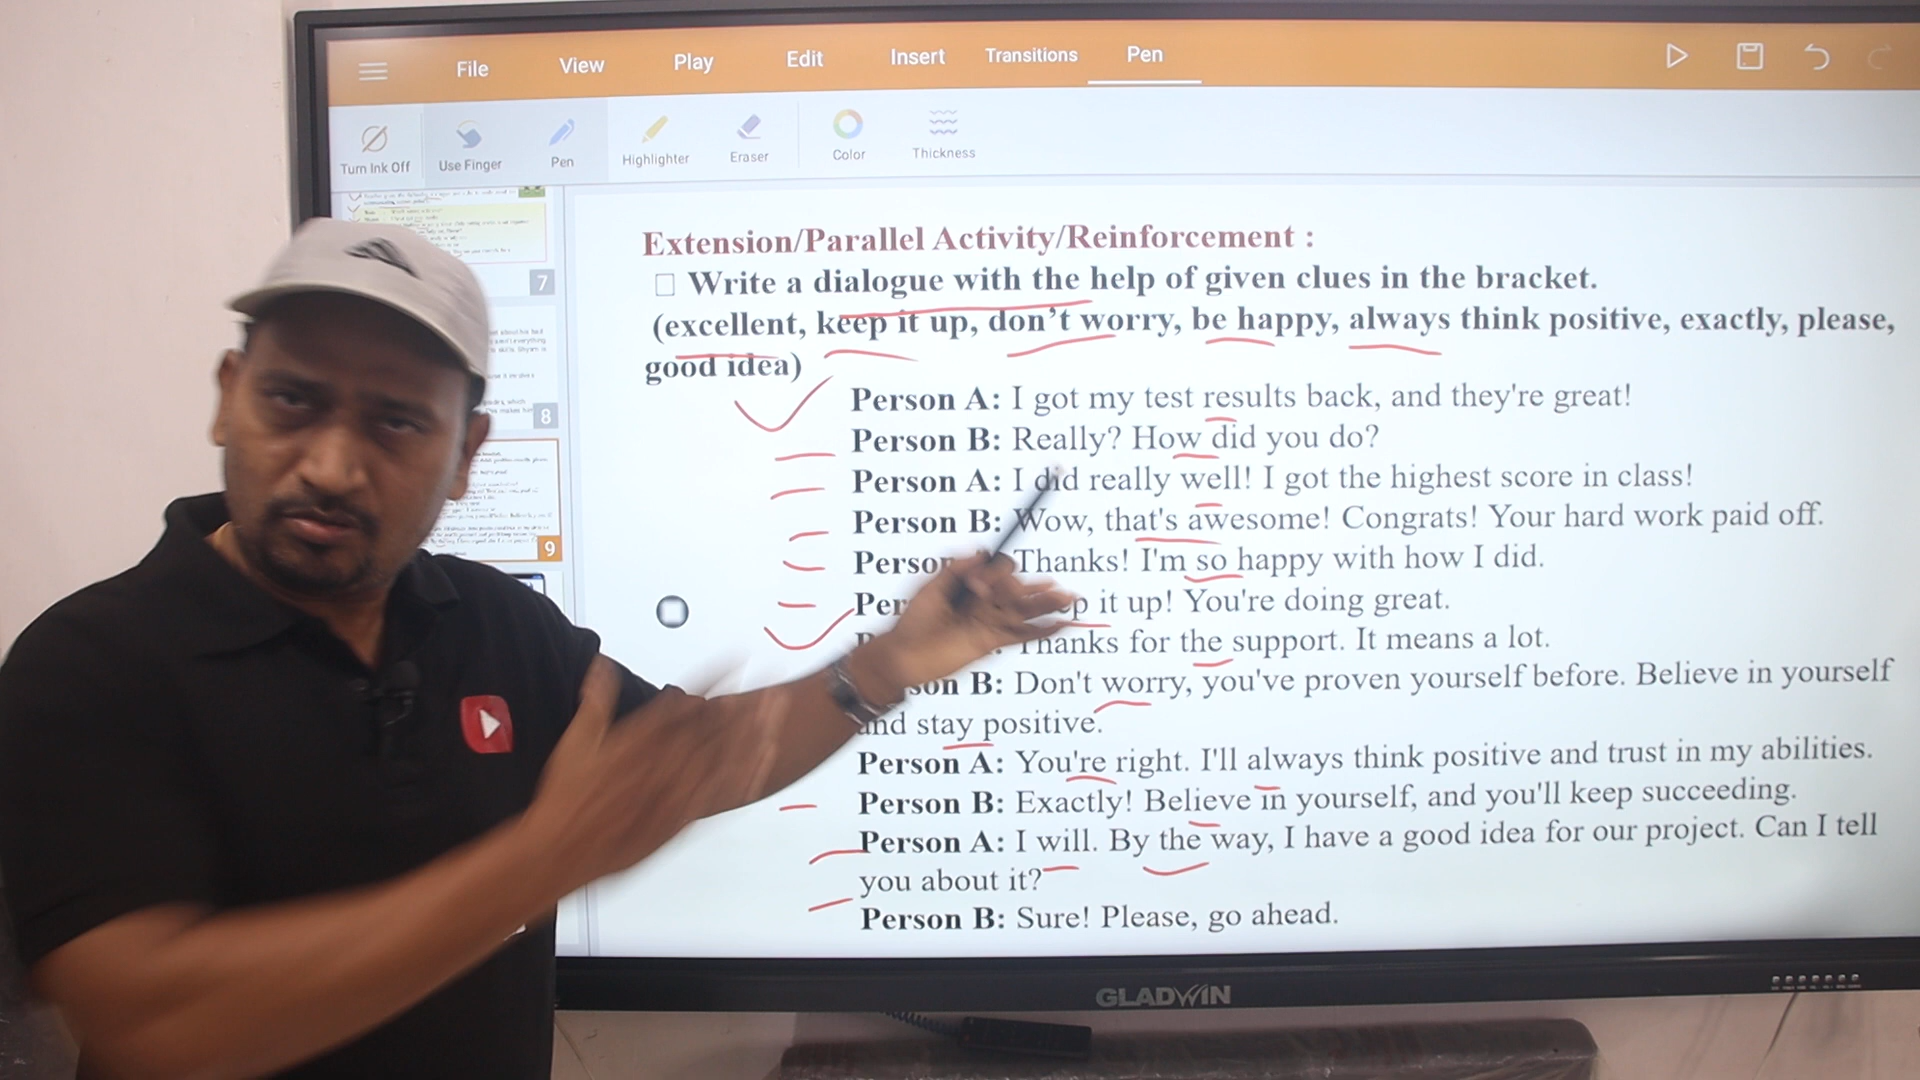 File View Play Edit Insert Transitions Pen
Turn Ink Off Use Finger Pen Highlighter Eraser Color Thickness
7
8
9
Extension/Parallel Activity/Reinforcement :
Write a dialogue with the help of given clues in the bracket.
(excellent, keep it up, don't worry, be happy, always think positive, exactly, please,
good idea)
Person A: I got my test results back, and they're great!
Person B: Really? How did you do?
Person A: I did really well! I got the highest score in class!
Person B: Wow, that's awesome! Congrats! Your hard work paid off.
Thanks! I'm so happy with how I did.
it up! You're doing great.
Thanks for the support. It means a lot.
B: Don't worry, you've proven yourself before. Believe in yourself
and stay positive.
Person A: You're right. I'll always think positive and trust in my abilities.
Person B: Exactly! Believe in yourself, and you'll keep succeeding.
Person A: I will. By the way, I have a good idea for our project. Can I tell
you about it?
Person B: Sure! Please, go ahead.
GLADWIN